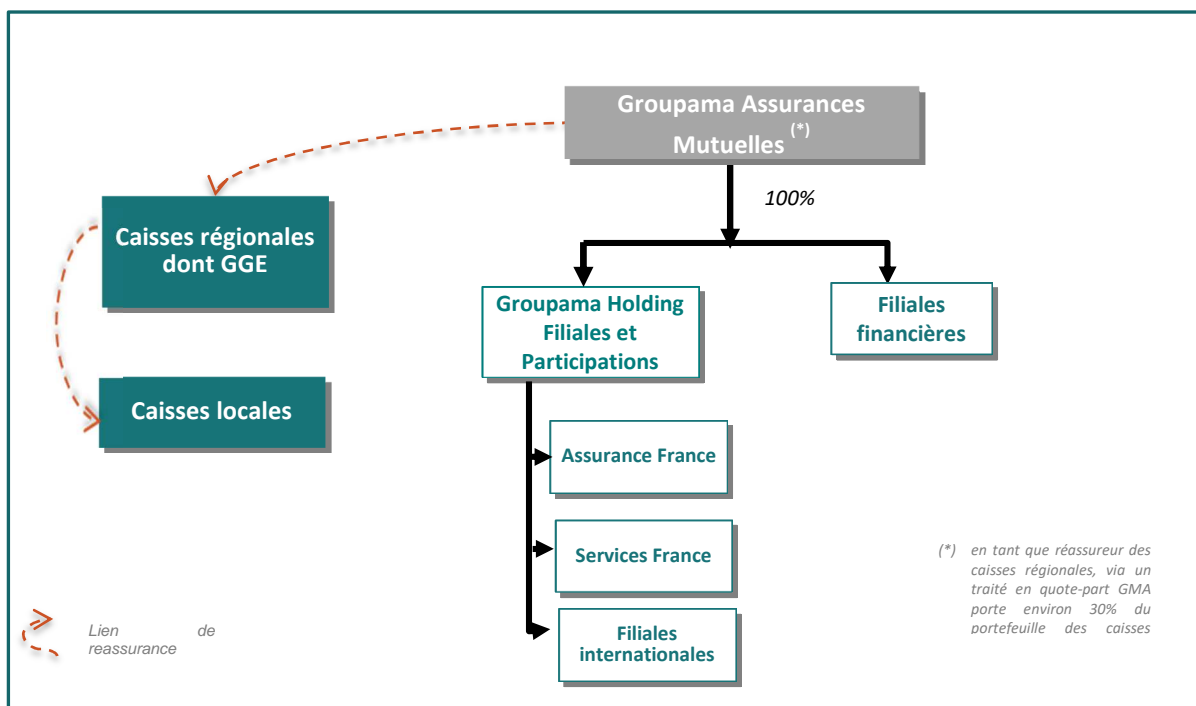 Groupama Assurances
Mutuelles (*)
100%
Caisses régionales
dont GGE
Groupama Holding
Filiales et
Participations
Filiales
financières
Caisses locales
Assurance France
Services France
Filiales
internationales
(*) en tant que réassureur des
caisses régionales, via un
traité en quote-part GMA
porte environ 30% du
portefeuille des caisses
Lien de
reassurance